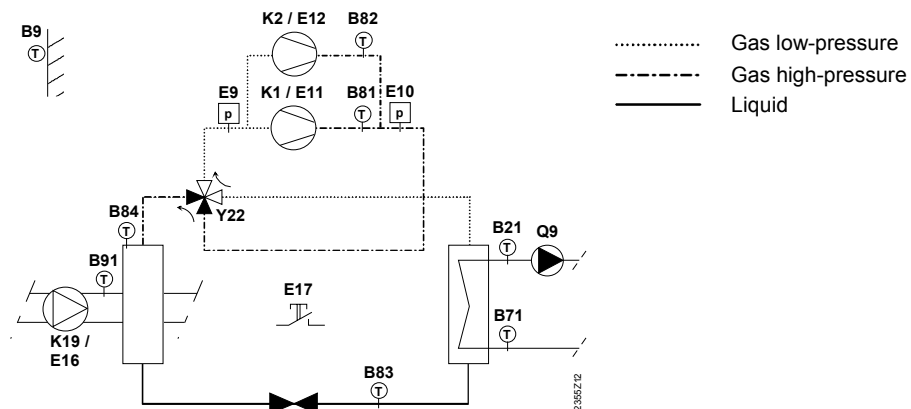 B9
T
K2 / E12
B82
T
Gas low-pressure
Gas high-pressure
Liquid
E9
p
K1 / E11
B81
T
E10
p
Y22
B84
T
B91
T
K19 /
E16
E17
B21
T
Q9
B71
T
B83
T
2355Z12